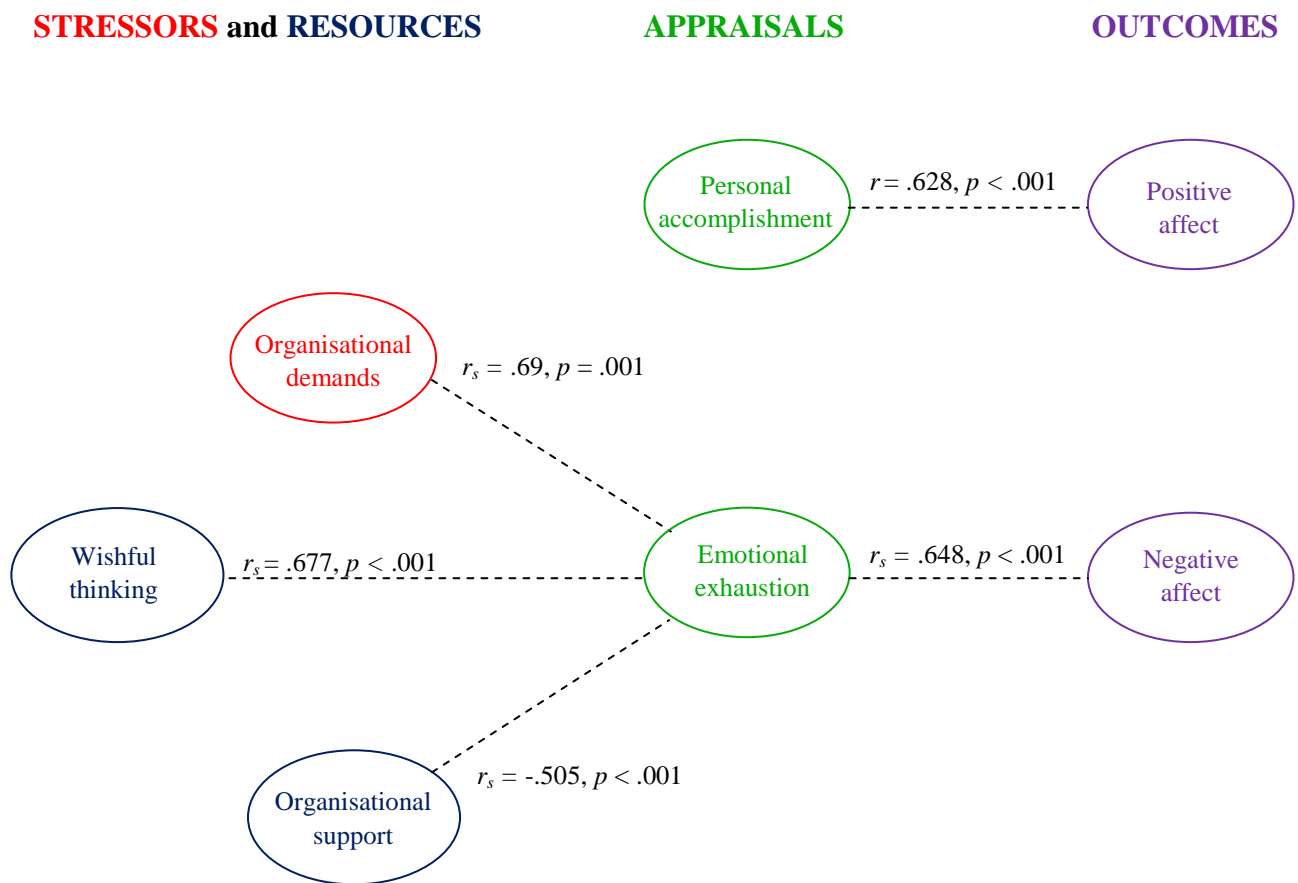 STRESSORS and RESOURCES
APPRAISALS
OUTCOMES
Personal
accomplishment
r = .628, p < .001
Positive
affect
Organisational
demands
rs = .69, p = .001
Wishful
thinking
rs = .677, p < .001
Emotional
exhaustion
rs = .648, p < .001
Negative
affect
Organisational
support
rs = -.505, p < .001